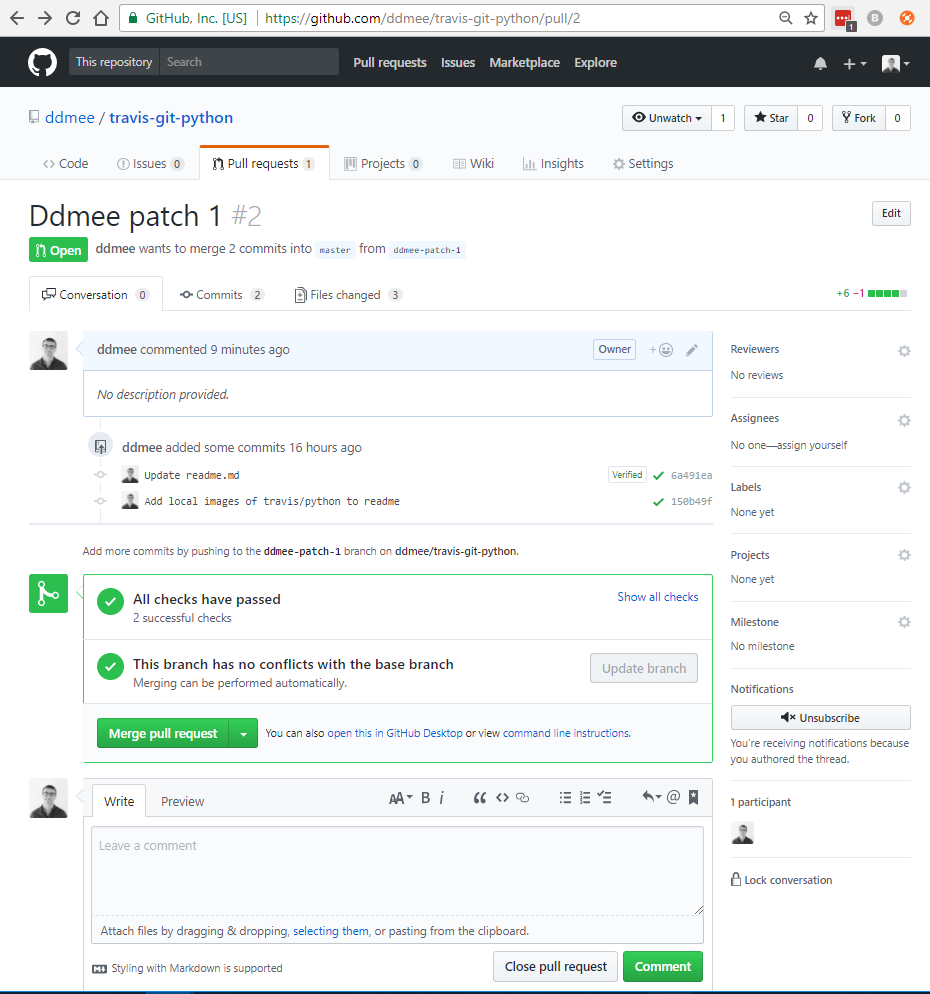 GitHub, Inc. [US] https://github.com/ddmee/travis-git-python/pull/2
1
B
This repository Search Pull requests Issues Marketplace Explore
ddmee / travis-git-python Unwatch 1 Star 0 Fork 0
Code Issues 0 Pull requests 1 Projects 0 Wiki Insights Settings
Ddmee patch 1 #2 Edit
Open ddmee wants to merge 2 commits into master from ddmee-patch-1
Conversation 0 Commits 2 Files changed 3 +6 −1
ddmee commented 9 minutes ago Owner
No description provided.
ddmee added some commits 16 hours ago
Update readme.md Verified 6a491ea
Add local images of travis/python to readme 150b49f
Add more commits by pushing to the ddmee-patch-1 branch on ddmee/travis-git-python.
All checks have passed Show all checks
2 successful checks
This branch has no conflicts with the base branch Update branch
Merging can be performed automatically.
Merge pull request You can also open this in GitHub Desktop or view command line instructions.
Reviewers
No reviews
Assignees
No one—assign yourself
Labels
None yet
Projects
None yet
Milestone
No milestone
Notifications
Unsubscribe
You're receiving notifications because
you authored the thread.
1 participant
Lock conversation
Write Preview AA B i
Leave a comment
Attach files by dragging & dropping, selecting them, or pasting from the clipboard.
Styling with Markdown is supported Close pull request Comment